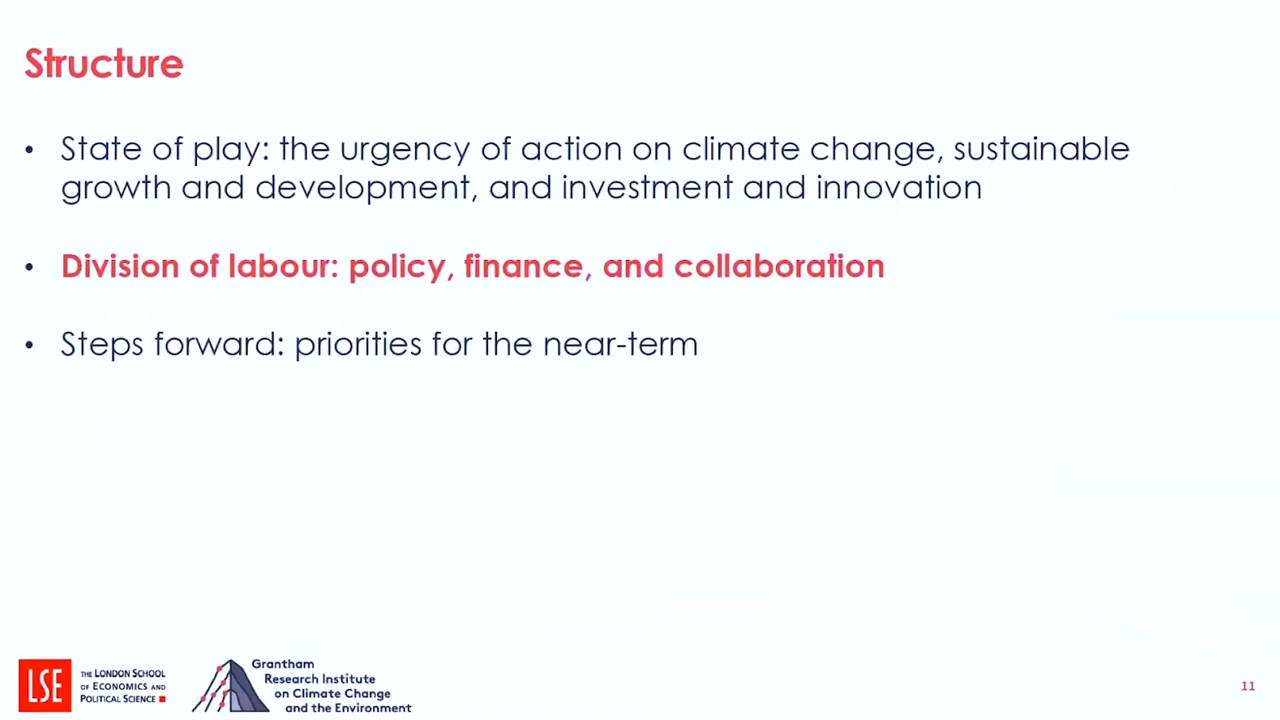 Structure
• State of play: the urgency of action on climate change, sustainable
growth and development, and investment and innovation
• Division of labour: policy, finance, and collaboration
• Steps forward: priorities for the near-term
LSE
THE LONDON SCHOOL
OF ECONOMICS AND
POLITICAL SCIENCE
Grantham
Research Institute
on Climate Change
and the Environment
11